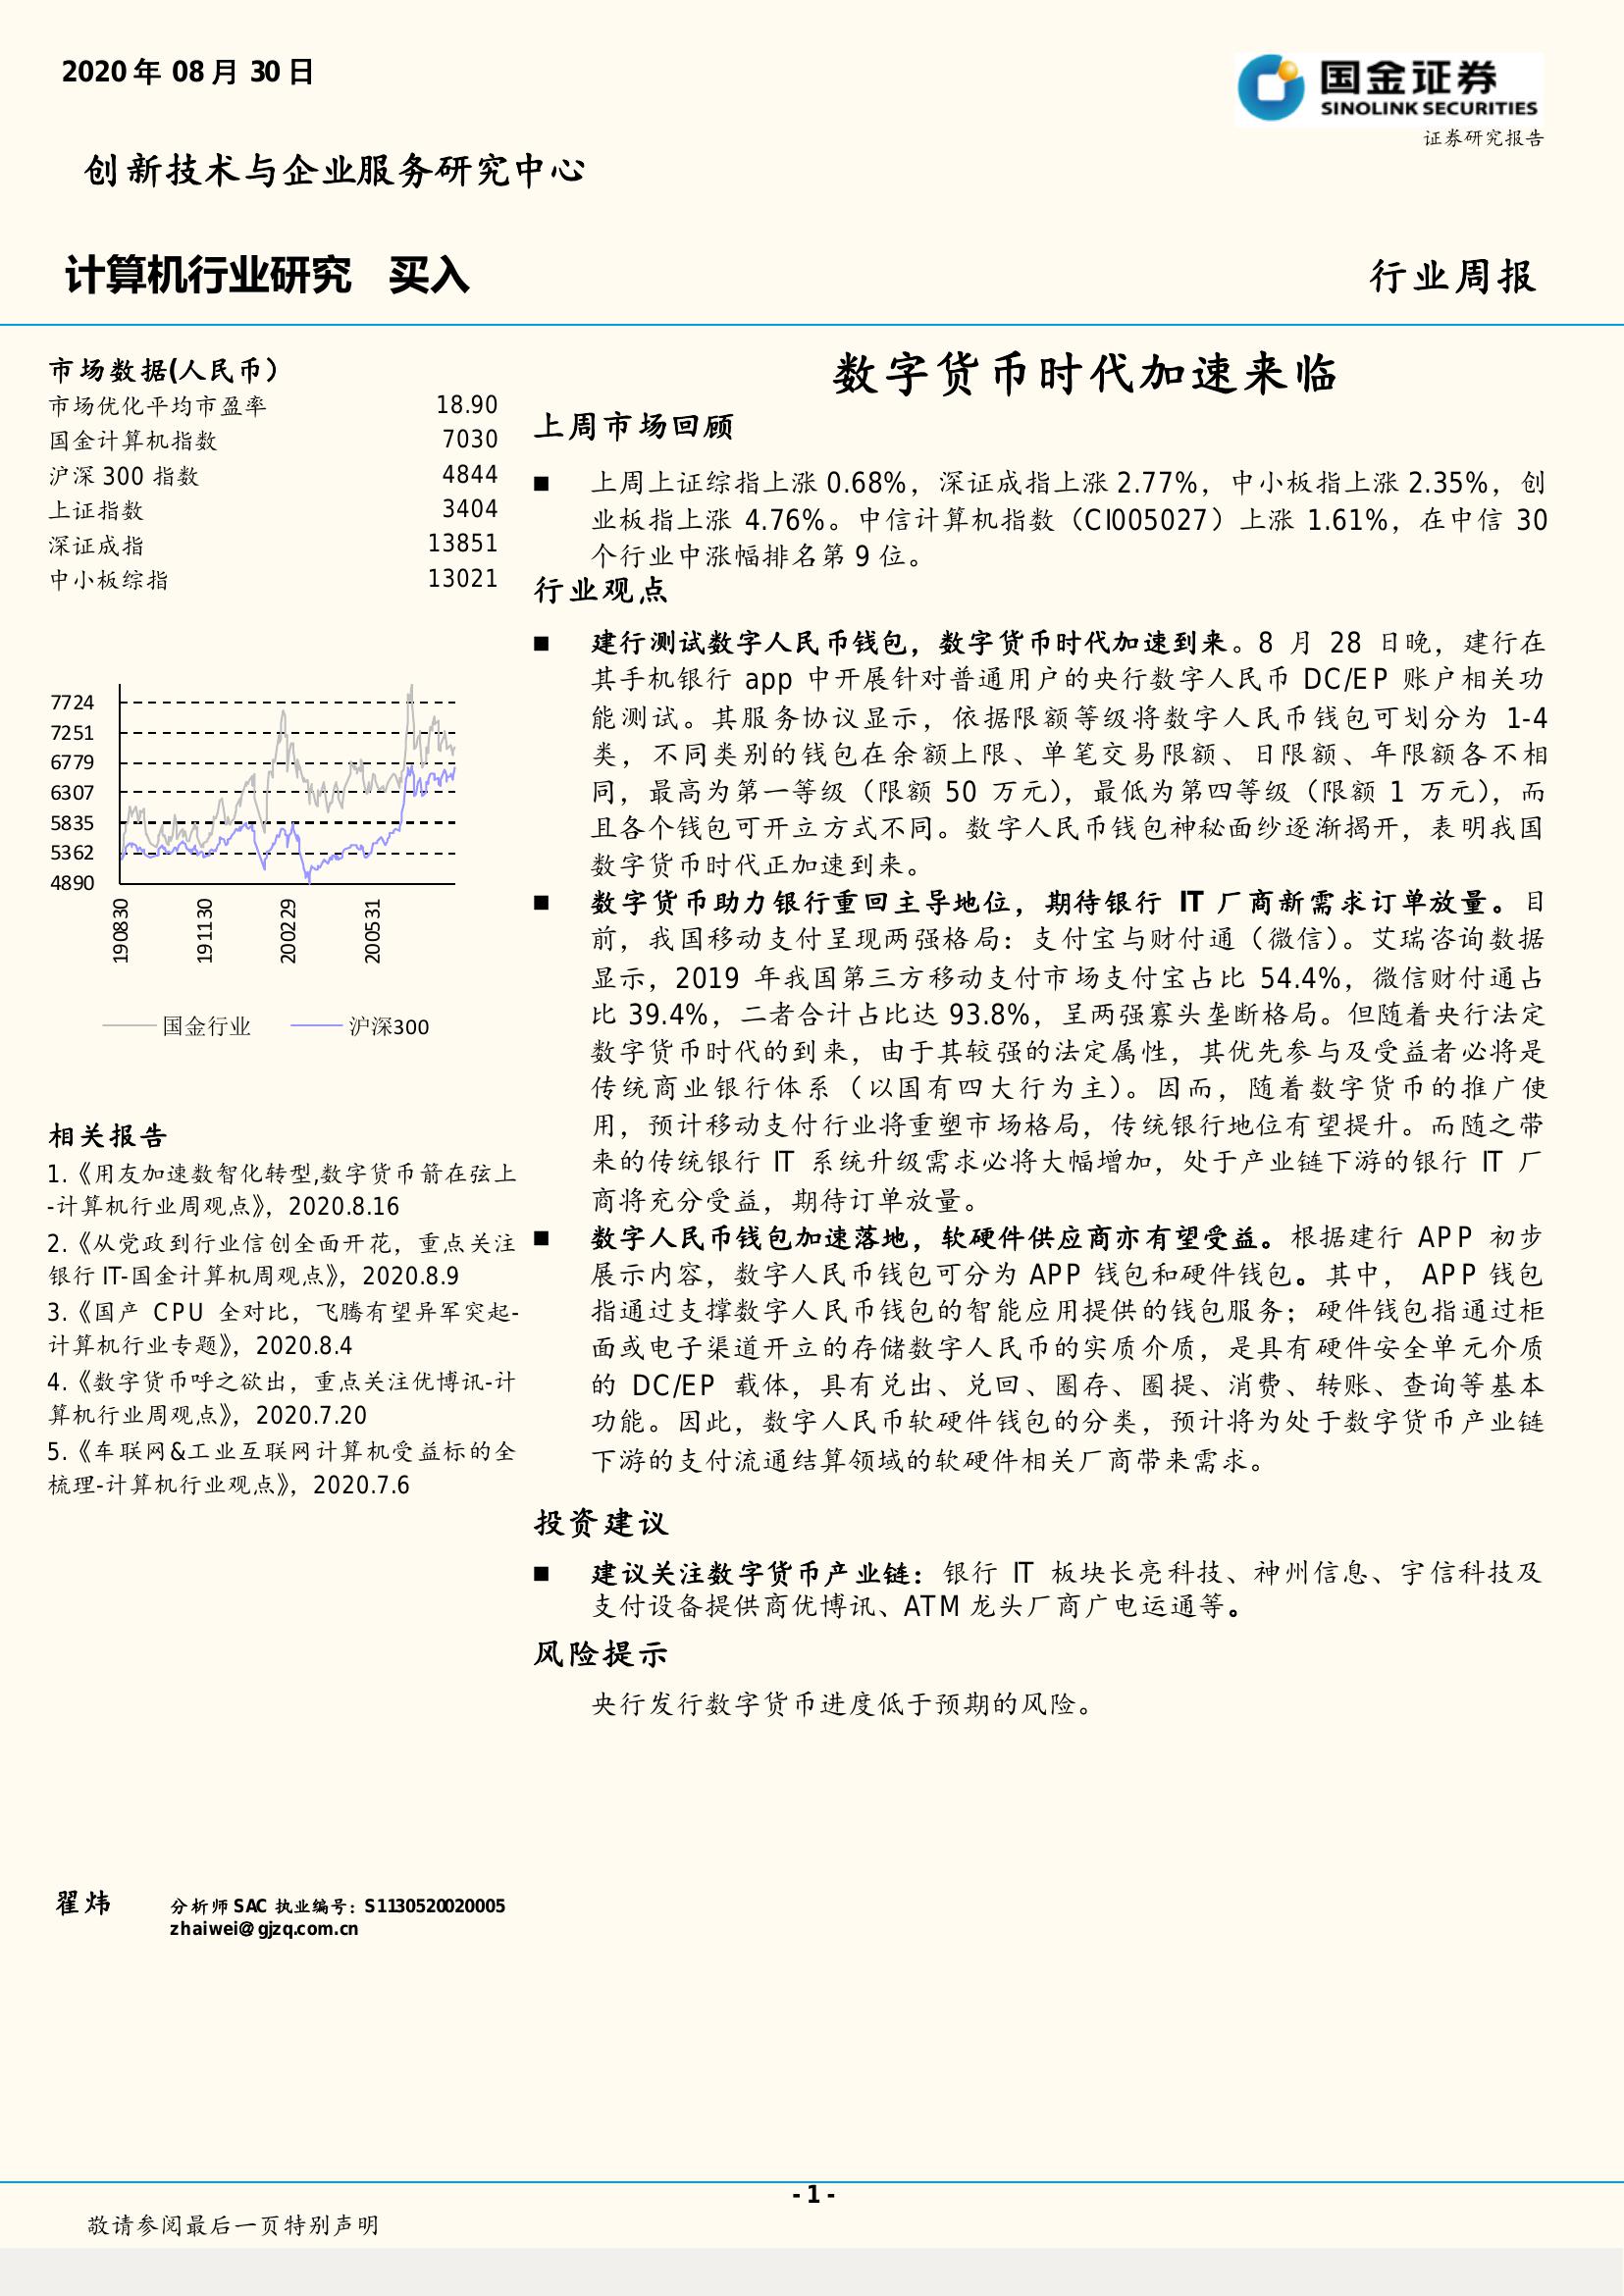 2020 年 08 月 30 日
国金证券
SINOLINK SECURITIES
证券研究报告
创新技术与企业服务研究中心
计算机行业研究 买入
行业周报
市场数据(人民币）
市场优化平均市盈率 18.90
国金计算机指数 7030
沪深 300 指数 4844
上证指数 3404
深证成指 13851
中小板综指 13021
7724
7251
6779
6307
5835
5362
4890
190830
191130
200229
200531
国金行业 沪深300
相关报告
1.《用友加速数智化转型,数字货币箭在弦上
-计算机行业周观点》，2020.8.16
2.《从党政到行业信创全面开花，重点关注
银行 IT-国金计算机周观点》，2020.8.9
3.《国产 CPU 全对比，飞腾有望异军突起-
计算机行业专题》，2020.8.4
4.《数字货币呼之欲出，重点关注优博讯-计
算机行业周观点》，2020.7.20
5.《车联网&工业互联网计算机受益标的全
梳理-计算机行业观点》，2020.7.6
翟炜 分析师 SAC 执业编号：S1130520020005
zhaiwei@gjzq.com.cn
数字货币时代加速来临
上周市场回顾
■ 上周上证综指上涨 0.68%，深证成指上涨 2.77%，中小板指上涨 2.35%，创
业板指上涨 4.76%。中信计算机指数（CI005027）上涨 1.61%，在中信 30
个行业中涨幅排名第 9 位。
行业观点
■ 建行测试数字人民币钱包，数字货币时代加速到来。8 月 28 日晚，建行在
其手机银行 app 中开展针对普通用户的央行数字人民币 DC/EP 账户相关功
能测试。其服务协议显示，依据限额等级将数字人民币钱包可划分为 1-4
类，不同类别的钱包在余额上限、单笔交易限额、日限额、年限额各不相
同，最高为第一等级（限额 50 万元），最低为第四等级（限额 1 万元），而
且各个钱包可开立方式不同。数字人民币钱包神秘面纱逐渐揭开，表明我国
数字货币时代正加速到来。
■ 数字货币助力银行重回主导地位，期待银行 IT 厂商新需求订单放量。目
前，我国移动支付呈现两强格局：支付宝与财付通（微信）。艾瑞咨询数据
显示，2019 年我国第三方移动支付市场支付宝占比 54.4%，微信财付通占
比 39.4%，二者合计占比达 93.8%，呈两强寡头垄断格局。但随着央行法定
数字货币时代的到来，由于其较强的法定属性，其优先参与及受益者必将是
传统商业银行体系（以国有四大行为主）。因而，随着数字货币的推广使
用，预计移动支付行业将重塑市场格局，传统银行地位有望提升。而随之带
来的传统银行 IT 系统升级需求必将大幅增加，处于产业链下游的银行 IT 厂
商将充分受益，期待订单放量。
■ 数字人民币钱包加速落地，软硬件供应商亦有望受益。根据建行 APP 初步
展示内容，数字人民币钱包可分为 APP 钱包和硬件钱包。其中， APP 钱包
指通过支撑数字人民币钱包的智能应用提供的钱包服务；硬件钱包指通过柜
面或电子渠道开立的存储数字人民币的实质介质，是具有硬件安全单元介质
的 DC/EP 载体，具有兑出、兑回、圈存、圈提、消费、转账、查询等基本
功能。因此，数字人民币软硬件钱包的分类，预计将为处于数字货币产业链
下游的支付流通结算领域的软硬件相关厂商带来需求。
投资建议
■ 建议关注数字货币产业链：银行 IT 板块长亮科技、神州信息、宇信科技及
支付设备提供商优博讯、ATM 龙头厂商广电运通等。
风险提示
央行发行数字货币进度低于预期的风险。
- 1 -
敬请参阅最后一页特别声明